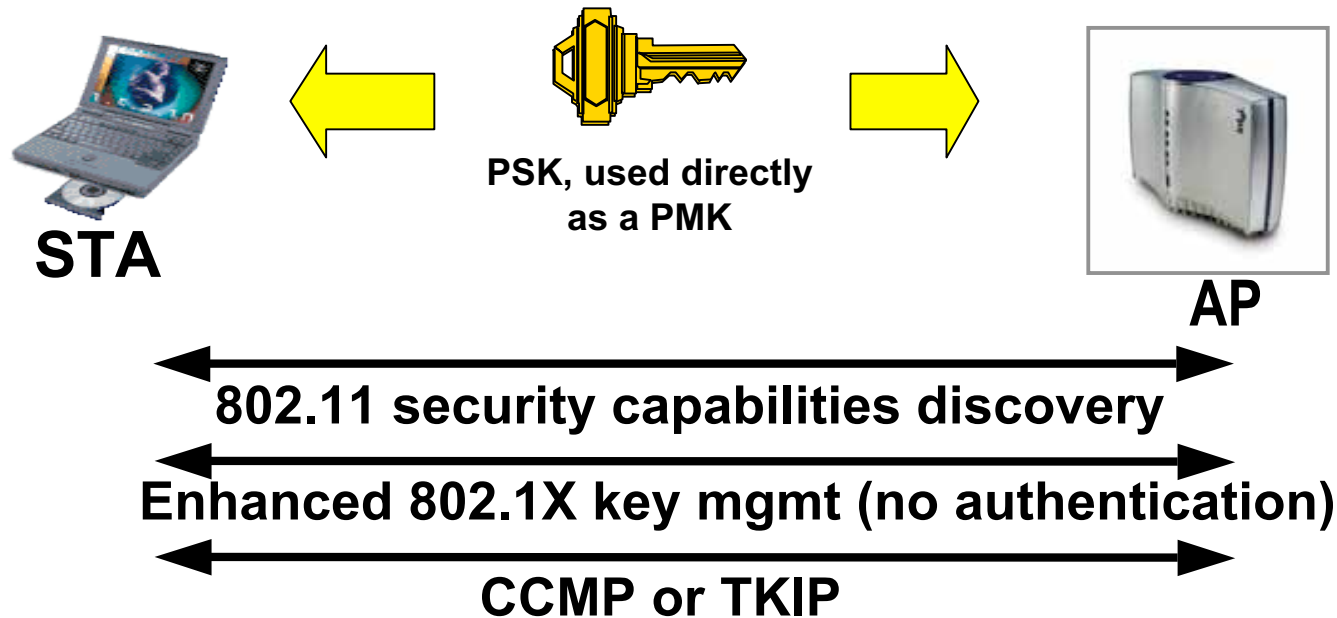 PSK, used directly
as a PMK
STA
AP
802.11 security capabilities discovery
Enhanced 802.1X key mgmt (no authentication)
CCMP or TKIP